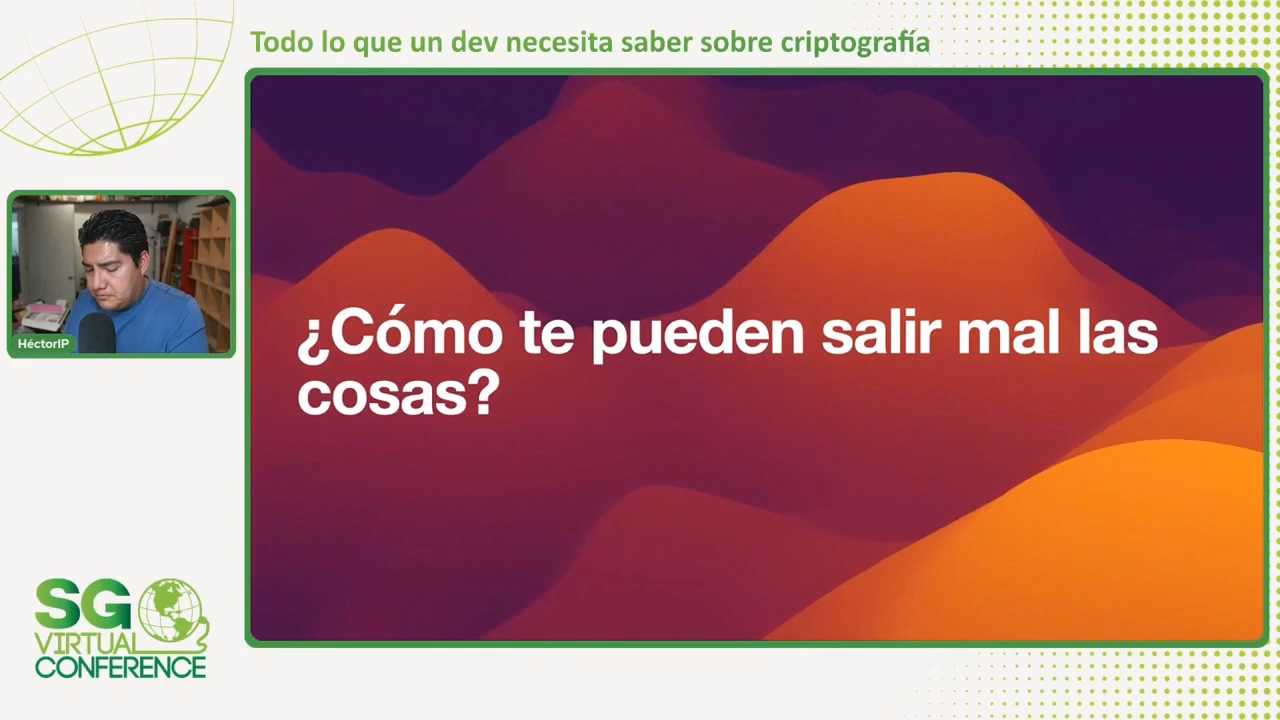 Todo lo que un dev necesita saber sobre criptografía
HéctorIP
¿Cómo te pueden salir mal las
cosas?
SG
VIRTUAL
CONFERENCE